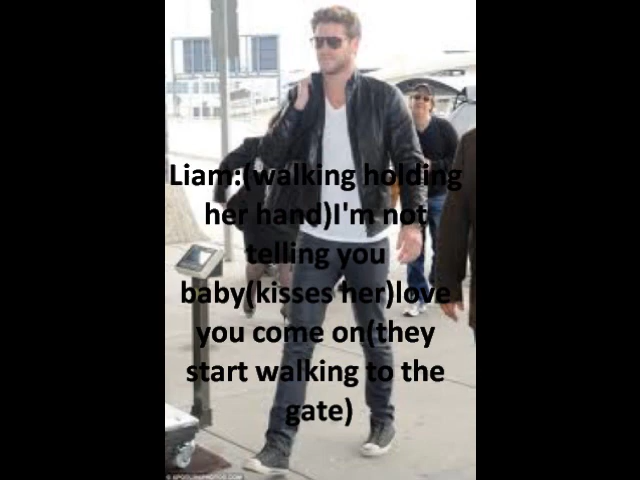 Liam:(walking holding
her hand)I'm not
telling you
baby(kisses her)love
you come on(they
start walking to the
gate)